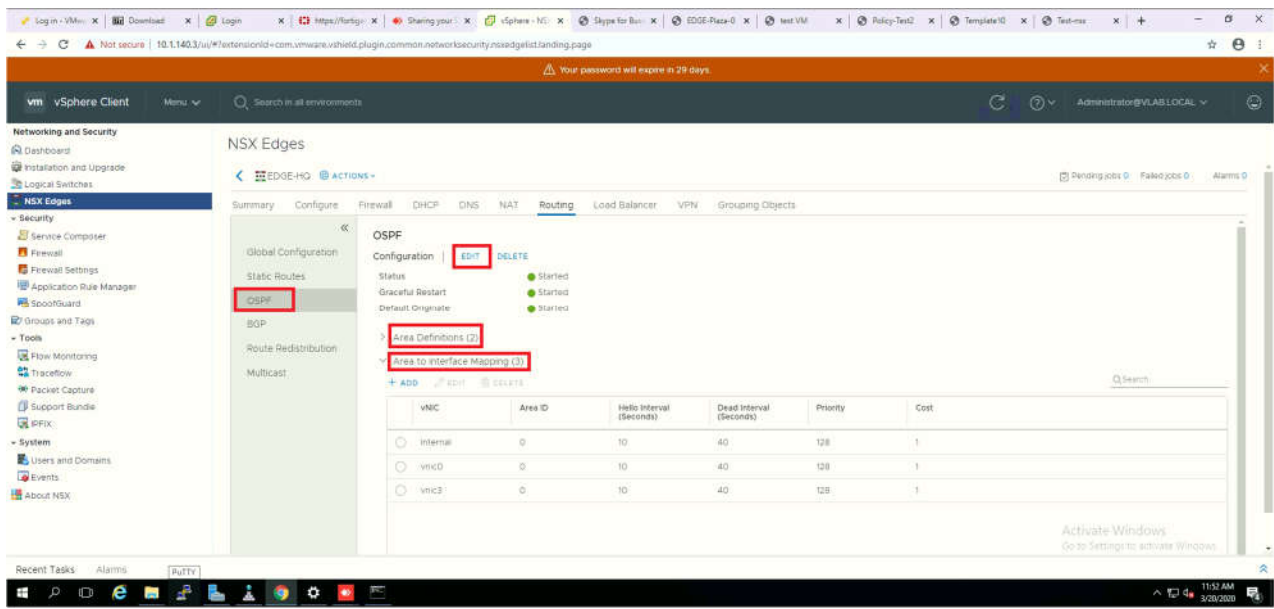 Log in - VMw
Download
Login
https://fortig
Sharing your
vSphere - NS
Skype for Bus
EDGE-Plaza-0
test VM
Policy-Test2
Template10
Test-nsx
Not secure | 10.1.140.3/ui/#?extensionId=com.vmware.vshield.plugin.common.networksecurity.nsxedgelist.landing.page
Your password will expire in 29 days.
vm vSphere Client Menu Search in all environments Administrator@VLAB.LOCAL
Networking and Security
Dashboard
Installation and Upgrade
Logical Switches
NSX Edges
Security
Service Composer
Firewall
Firewall Settings
Application Rule Manager
SpoofGuard
Groups and Tags
Tools
Flow Monitoring
Traceflow
Packet Capture
Support Bundle
IPFIX
System
Users and Domains
Events
About NSX
NSX Edges
EDGE-HQ ACTIONS
Pending jobs 0 Failed jobs 0 Alarms 0
Summary Configure Firewall DHCP DNS NAT Routing Load Balancer VPN Grouping Objects
Global Configuration
Static Routes
OSPF
BGP
Route Redistribution
Multicast
OSPF
Configuration | EDIT DELETE
Status Started
Graceful Restart Started
Default Originate Started
Area Definitions (2)
Area to Interface Mapping (3)
+ ADD EDIT DELETE
Search
vNIC Area ID Hello Interval (Seconds) Dead Interval (Seconds) Priority Cost
Internal 0 10 40 128 1
vnic0 0 10 40 128 1
vnic3 0 10 40 128 1
Activate Windows
Go to Settings to activate Windows.
Recent Tasks Alarms
PuTTY
11:52 AM
3/20/2020